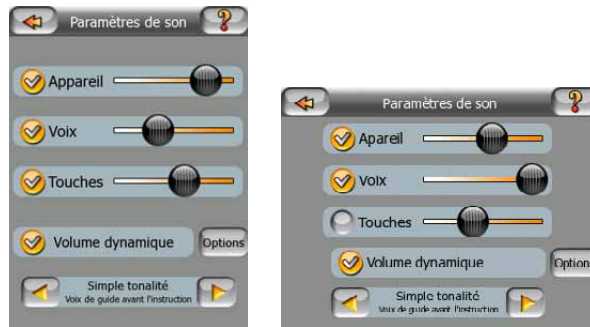 Paramètres de son
Appareil
Voix
Touches
Volume dynamique
Options
Simple tonalité
Voix de guide avant l'instruction
Paramètres de son
Apareil
Voix
Touches
Volume dynamique
Option
Simple tonalité
Voix de guide avant l'instruction